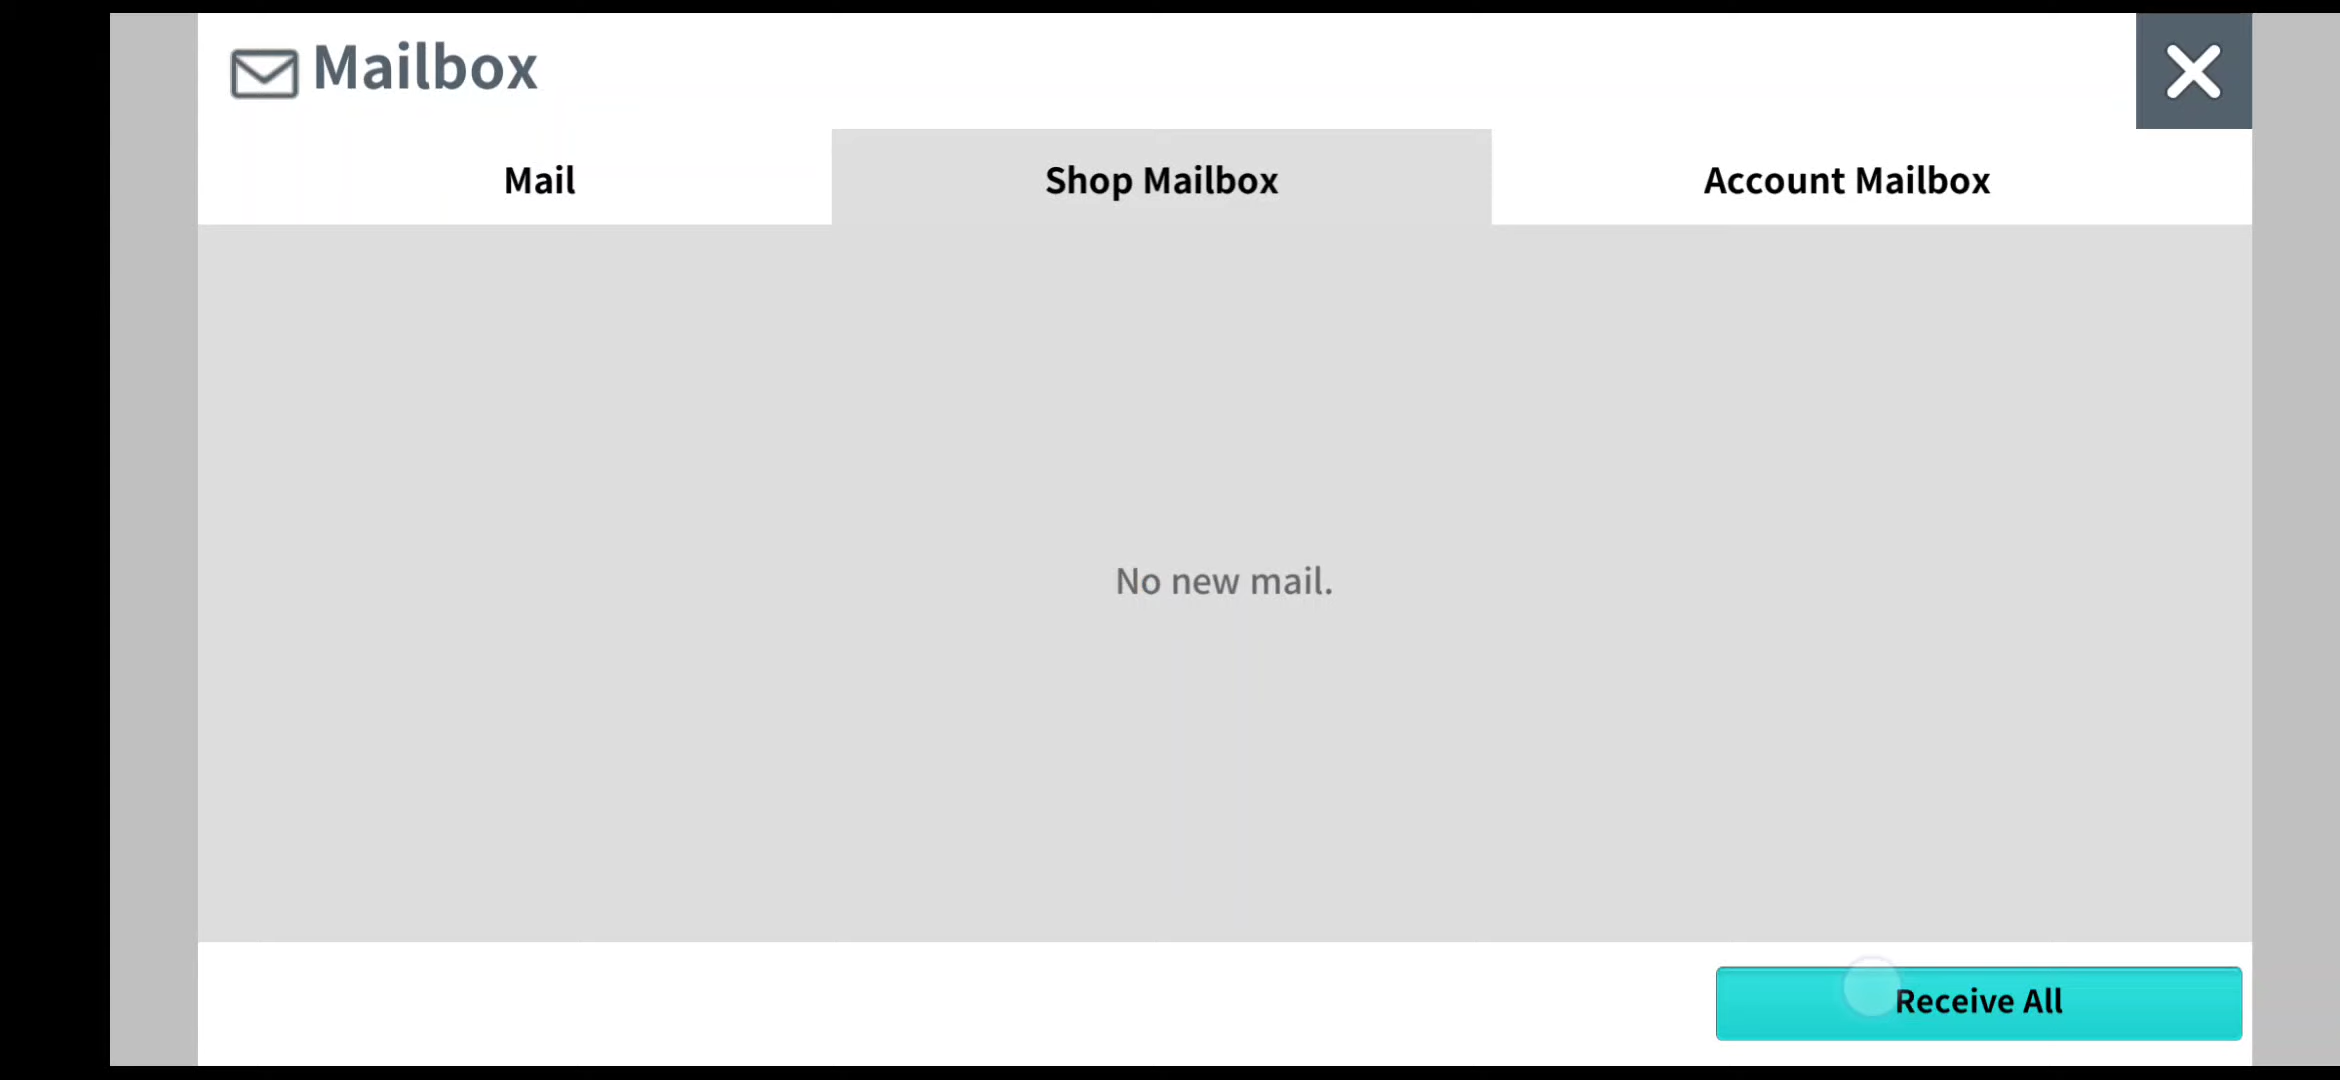 Mailbox
Mail
Shop Mailbox
Account Mailbox
No new mail.
Receive All